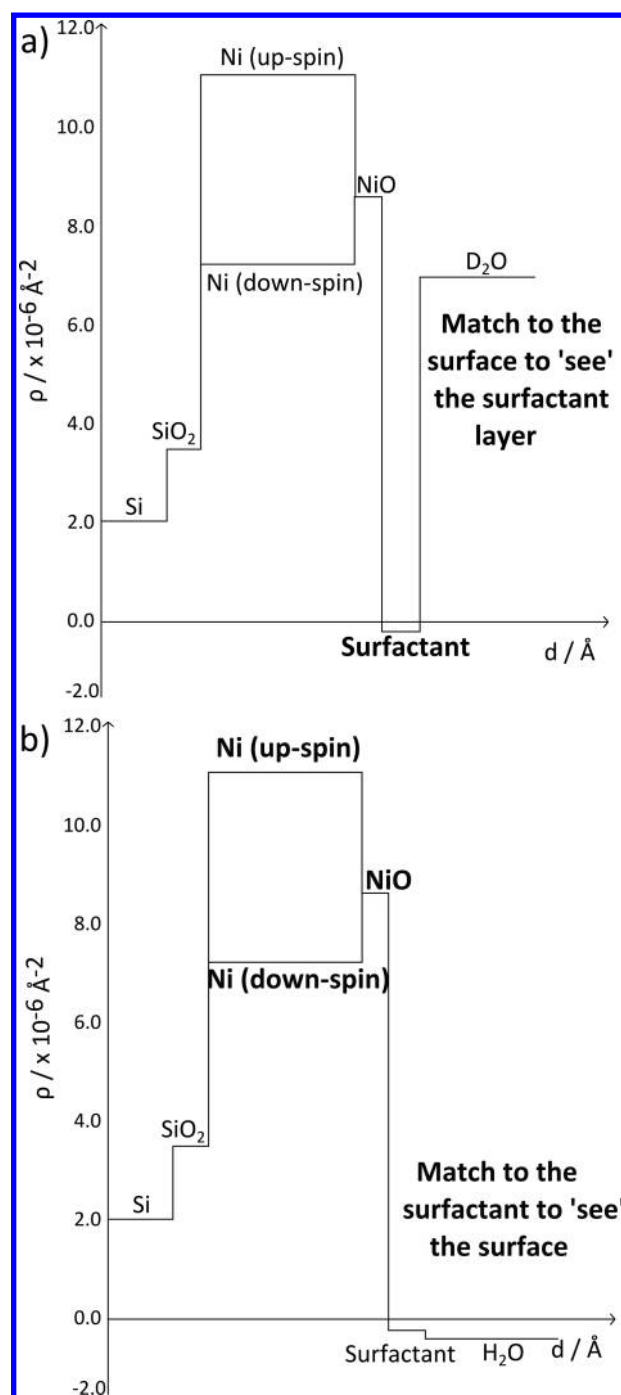 a)
12.0
Ni (up-spin)
10.0
NiO
8.0
Ni (down-spin)
D₂O
ρ / x 10⁻⁶ Å⁻²
6.0
Match to the
surface to 'see'
the surfactant
layer
4.0
SiO₂
Si
2.0
0.0
Surfactant
d / Å
-2.0
b)
12.0
Ni (up-spin)
10.0
NiO
8.0
Ni (down-spin)
ρ / x 10⁻⁶ Å⁻²
6.0
4.0
SiO₂
Match to the
surfactant to 'see'
the surface
Si
2.0
0.0
Surfactant
H₂O
d / Å
-2.0